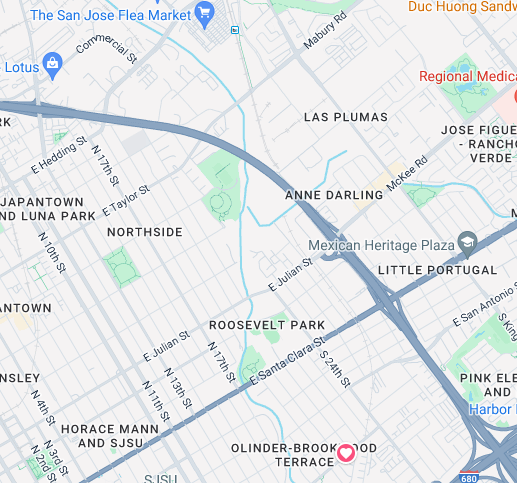 The San Jose Flea Market
Duc Huong Sandw
Commercial St
Mabury Rd
Lotus
Regional Medica
LAS PLUMAS
RK
JOSE FIGUE
- RANCHO
VERDE
E Hedding St
N 17th St
McKee Rd
ANNE DARLING
E Taylor St
JAPANTOWN
ND LUNA PARK
NORTHSIDE
N 10th St
Mexican Heritage Plaza
LITTLE PORTUGAL
E Julian St
E San Antonio S
ANTOWN
ROOSEVELT PARK
S King
E Julian St
E Santa Clara St
N 17th St
S 24th St
NSLEY
N 13th St
N 11th St
N 4th St
PINK ELE
AND
Harbor
HORACE MANN
AND SJSU
N 3rd St
N 2nd St
OLINDER-BROOKWOOD
TERRACE
SJSU
680